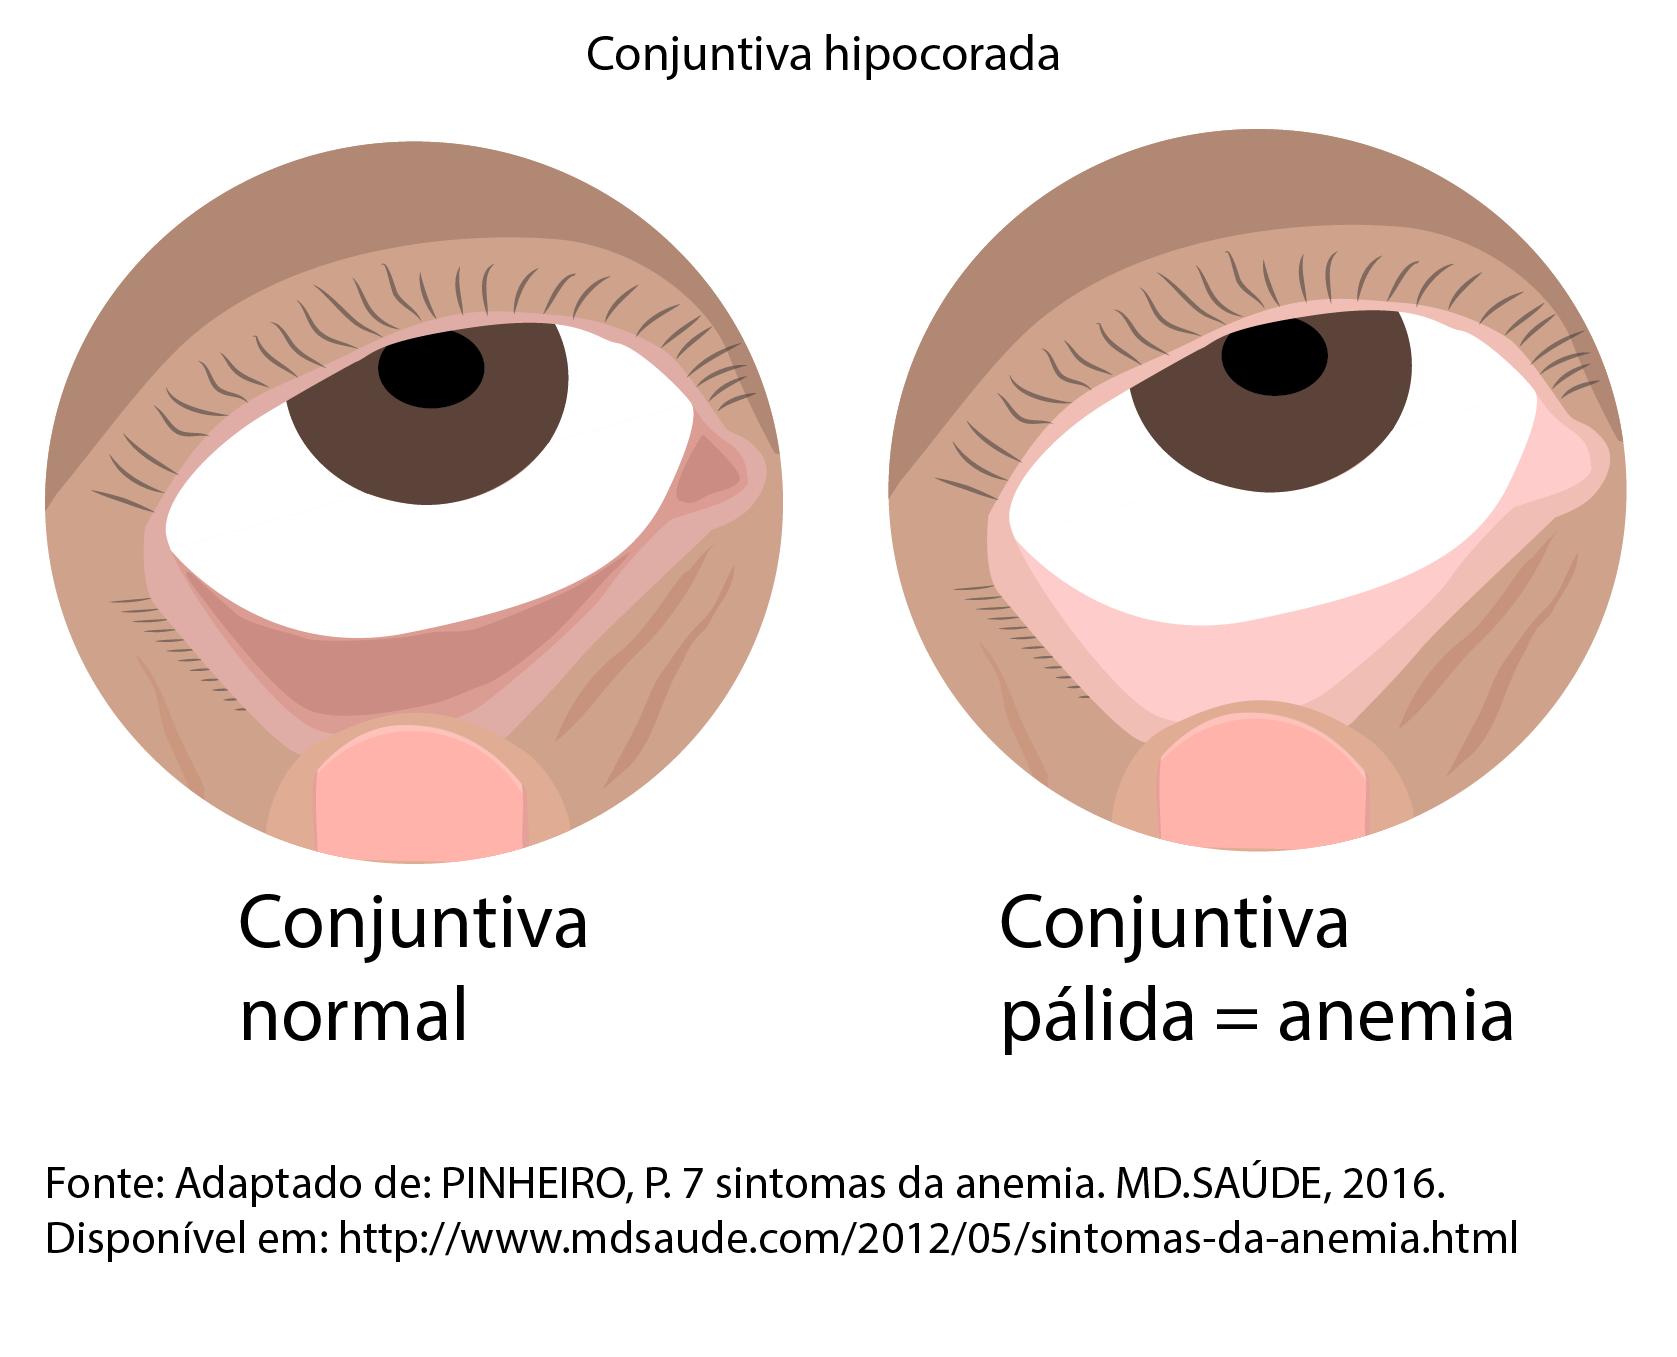 Conjuntiva hipocorada
Conjuntiva
normal
Conjuntiva
pálida = anemia
Fonte: Adaptado de: PINHEIRO, P. 7 sintomas da anemia. MD.SAÚDE, 2016.
Disponível em: http://www.mdsaude.com/2012/05/sintomas-da-anemia.html